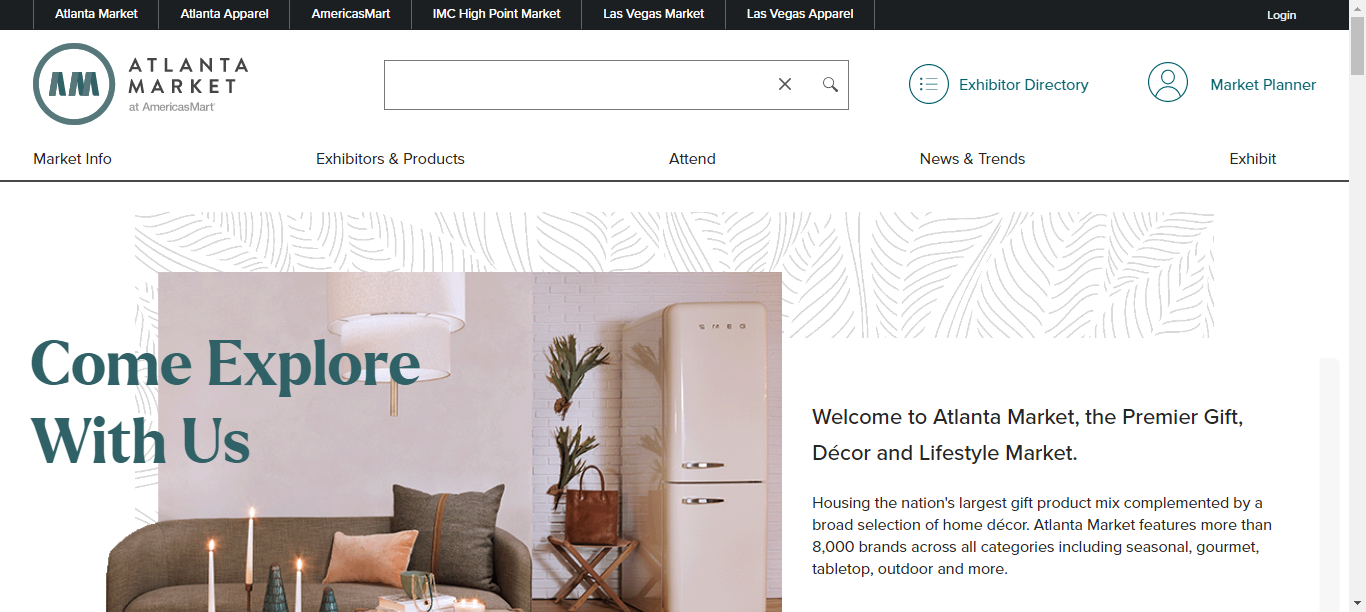 Atlanta Market
Atlanta Apparel
AmericasMart
IMC High Point Market
Las Vegas Market
Las Vegas Apparel
Login
AM
ATLANTA
MARKET
at AmericasMart
Exhibitor Directory
Market Planner
Market Info
Exhibitors & Products
Attend
News & Trends
Exhibit
Come Explore
With Us
SMEG
Welcome to Atlanta Market, the Premier Gift,
Décor and Lifestyle Market.
Housing the nation's largest gift product mix complemented by a
broad selection of home décor. Atlanta Market features more than
8,000 brands across all categories including seasonal, gourmet,
tabletop, outdoor and more.